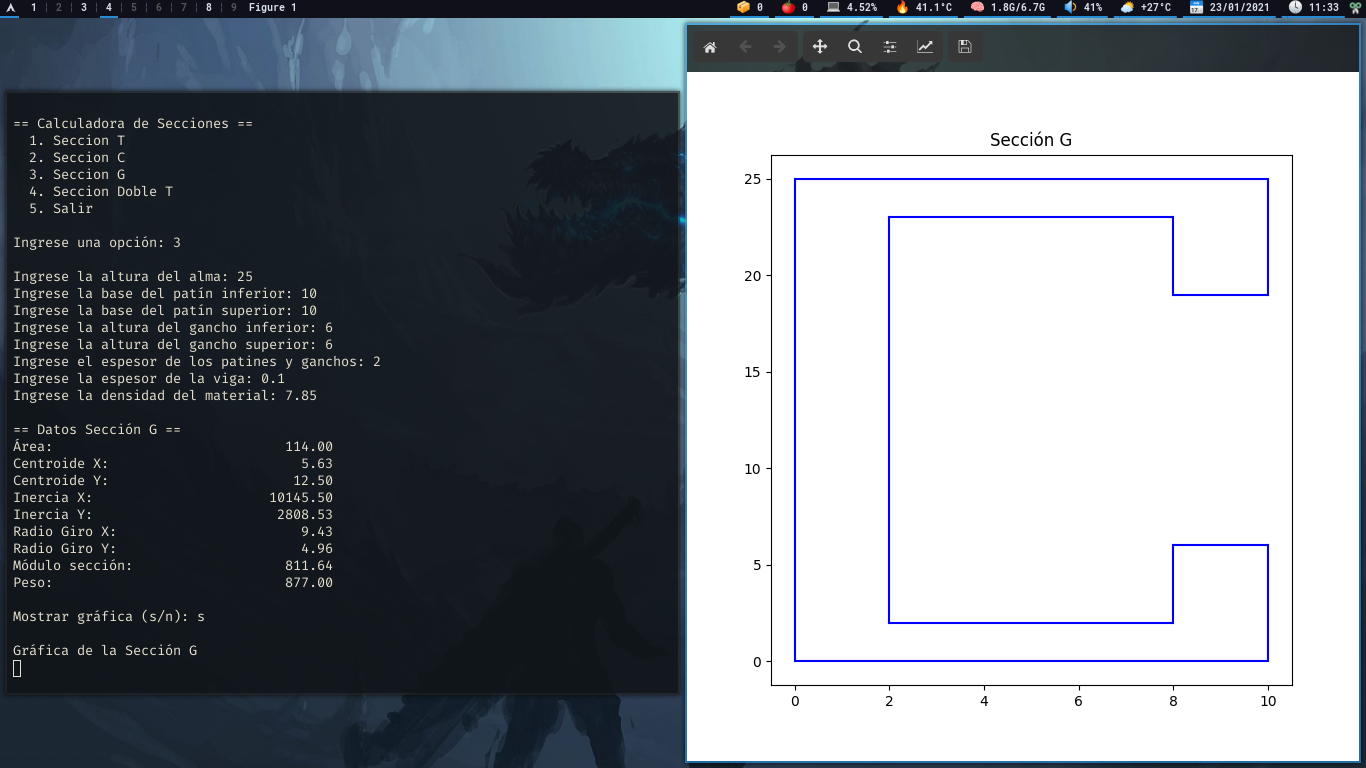 1 2 3 4 5 6 7 8 9 Figure 1 0 0 4.52% 41.1°C 1.8G/6.7G 41% +27°C 23/01/2021 11:33
== Calculadora de Secciones ==
1. Seccion T
2. Seccion C
3. Seccion G
4. Seccion Doble T
5. Salir
Ingrese una opción: 3
Ingrese la altura del alma: 25
Ingrese la base del patín inferior: 10
Ingrese la base del patín superior: 10
Ingrese la altura del gancho inferior: 6
Ingrese la altura del gancho superior: 6
Ingrese el espesor de los patines y ganchos: 2
Ingrese la espesor de la viga: 0.1
Ingrese la densidad del material: 7.85
== Datos Sección G ==
Área: 114.00
Centroide X: 5.63
Centroide Y: 12.50
Inercia X: 10145.50
Inercia Y: 2808.53
Radio Giro X: 9.43
Radio Giro Y: 4.96
Módulo sección: 811.64
Peso: 877.00
Mostrar gráfica (s/n): s
Gráfica de la Sección G
Sección G
25
20
15
10
5
0
0 2 4 6 8 10